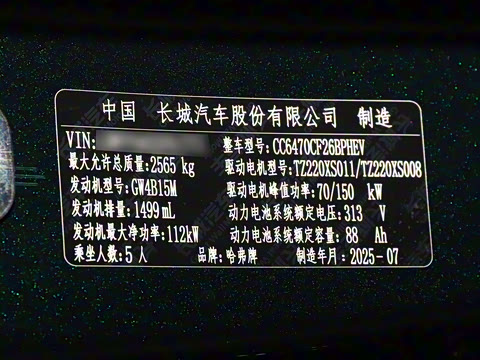 中国 长城汽车股份有限公司 制造
VIN: 整车型号: CC6470CF26BPHEV
最大允许总质量: 2565 kg 驱动电机型号: TZ220XS011/TZ220XS008
发动机型号: GW4B15M 驱动电机峰值功率: 70/150 kW
发动机排量: 1499 mL 动力电池系统额定电压: 313 V
发动机最大净功率: 112kW 动力电池系统额定容量: 88 Ah
乘坐人数: 5 人 品牌: 哈弗牌 制造年月: 2025-07